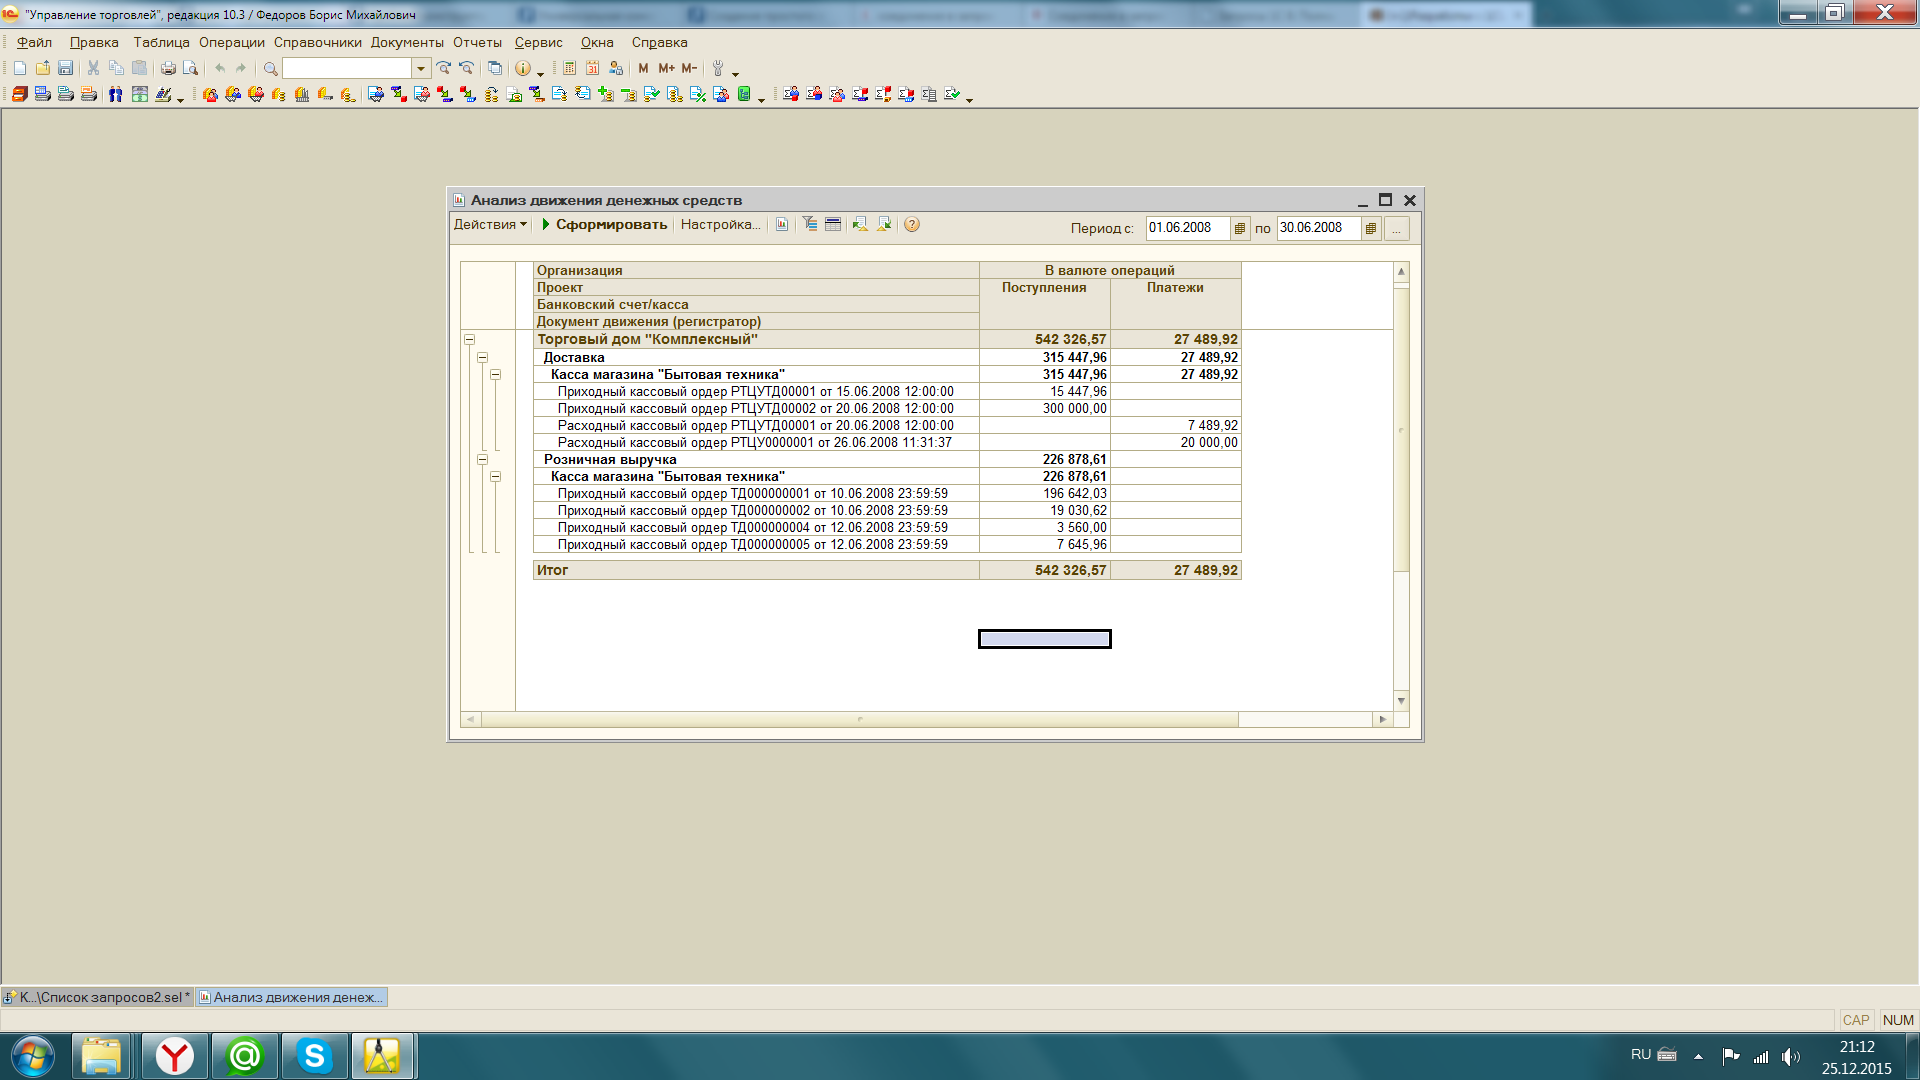 "Управление торговлей", редакция 10.3 / Федоров Борис Михайлович
Файл Правка Таблица Операции Справочники Документы Отчеты Сервис Окна Справка
M M+ M-
Анализ движения денежных средств
Действия Сформировать Настройка... Период с: 01.06.2008 по 30.06.2008 ...
Организация В валюте операций
Проект Поступления Платежи
Банковский счет/касса
Документ движения (регистратор)
Торговый дом "Комплексный" 542 326,57 27 489,92
Доставка 315 447,96 27 489,92
Касса магазина "Бытовая техника" 315 447,96 27 489,92
Приходный кассовый ордер РТЦУТД00001 от 15.06.2008 12:00:00 15 447,96
Приходный кассовый ордер РТЦУТД00002 от 20.06.2008 12:00:00 300 000,00
Расходный кассовый ордер РТЦУТД00001 от 20.06.2008 12:00:00 7 489,92
Расходный кассовый ордер РТЦУ0000001 от 26.06.2008 11:31:37 20 000,00
Розничная выручка 226 878,61
Касса магазина "Бытовая техника" 226 878,61
Приходный кассовый ордер ТД000000001 от 10.06.2008 23:59:59 196 642,03
Приходный кассовый ордер ТД000000002 от 10.06.2008 23:59:59 19 030,62
Приходный кассовый ордер ТД000000004 от 12.06.2008 23:59:59 3 560,00
Приходный кассовый ордер ТД000000005 от 12.06.2008 23:59:59 7 645,96
Итог 542 326,57 27 489,92
К...\Список запросов2.sel * Анализ движения денеж...
CAP NUM
RU 21:12
25.12.2015